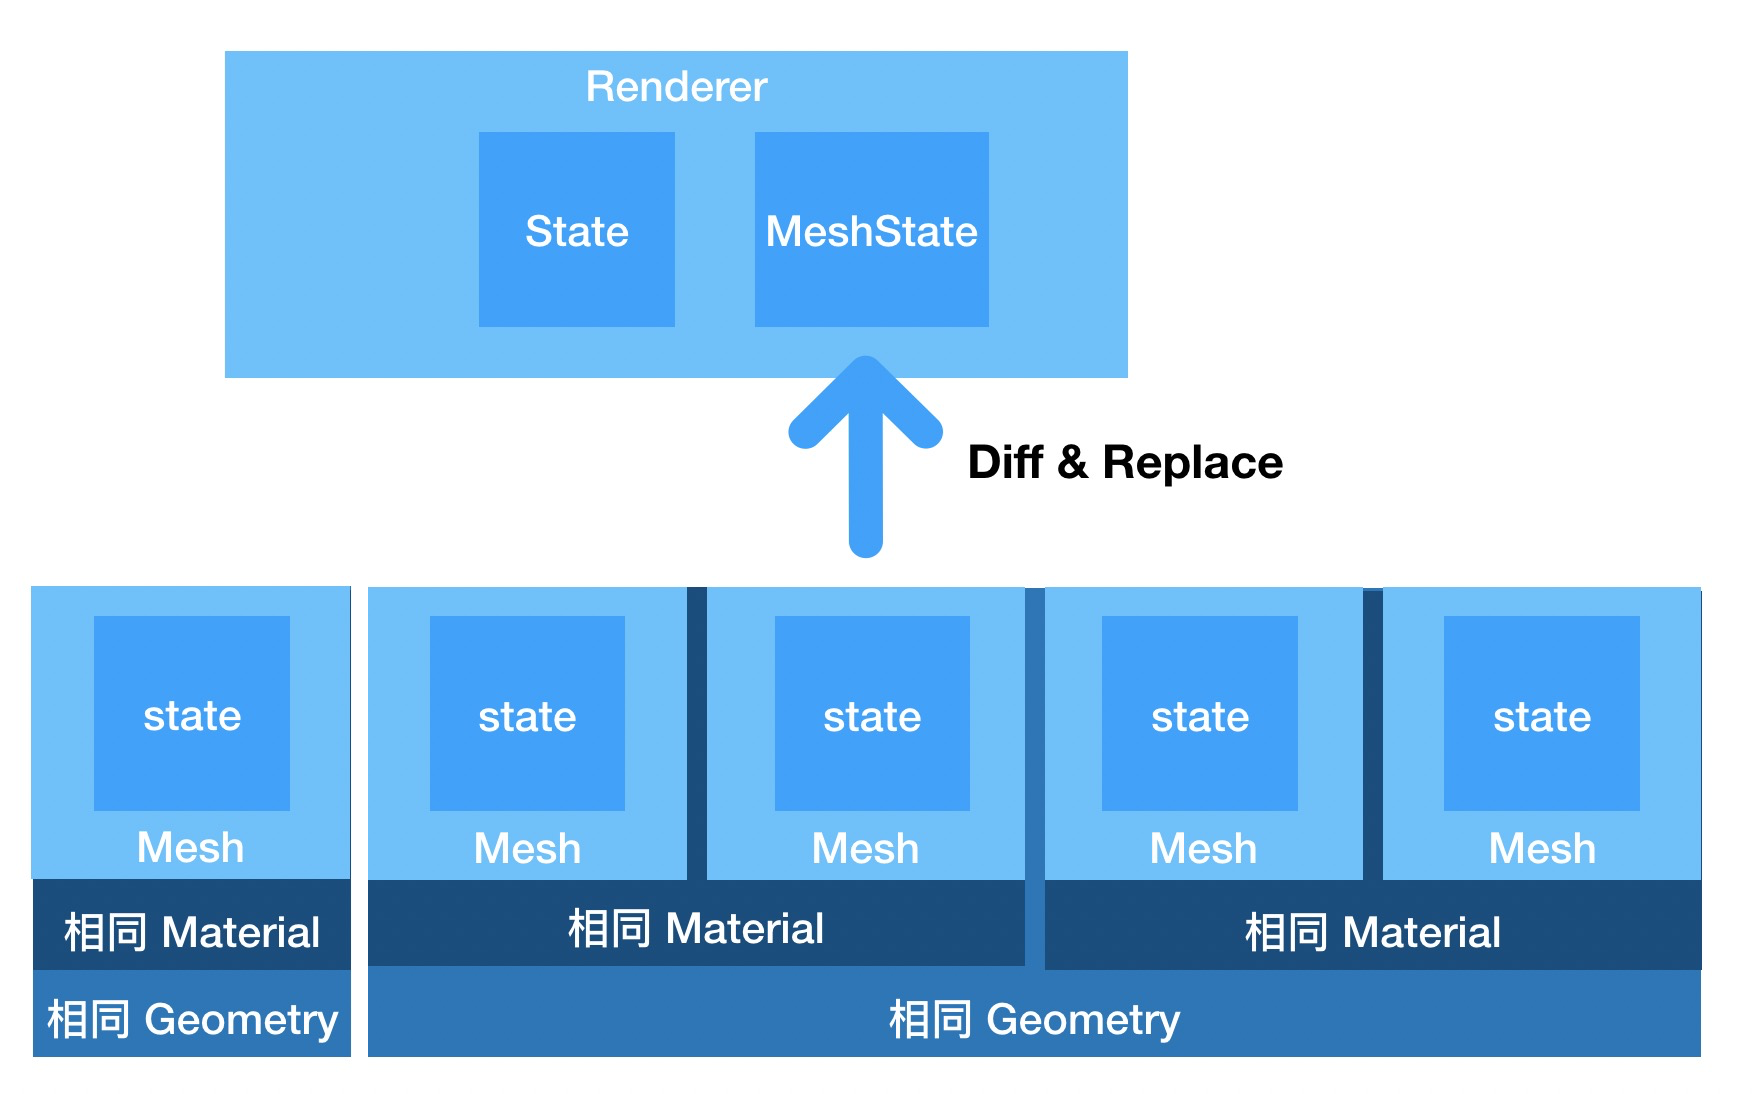 Renderer
State
MeshState
Diff & Replace
state
state
state
state
state
Mesh
Mesh
Mesh
Mesh
Mesh
相同 Material
相同 Material
相同 Material
相同 Geometry
相同 Geometry